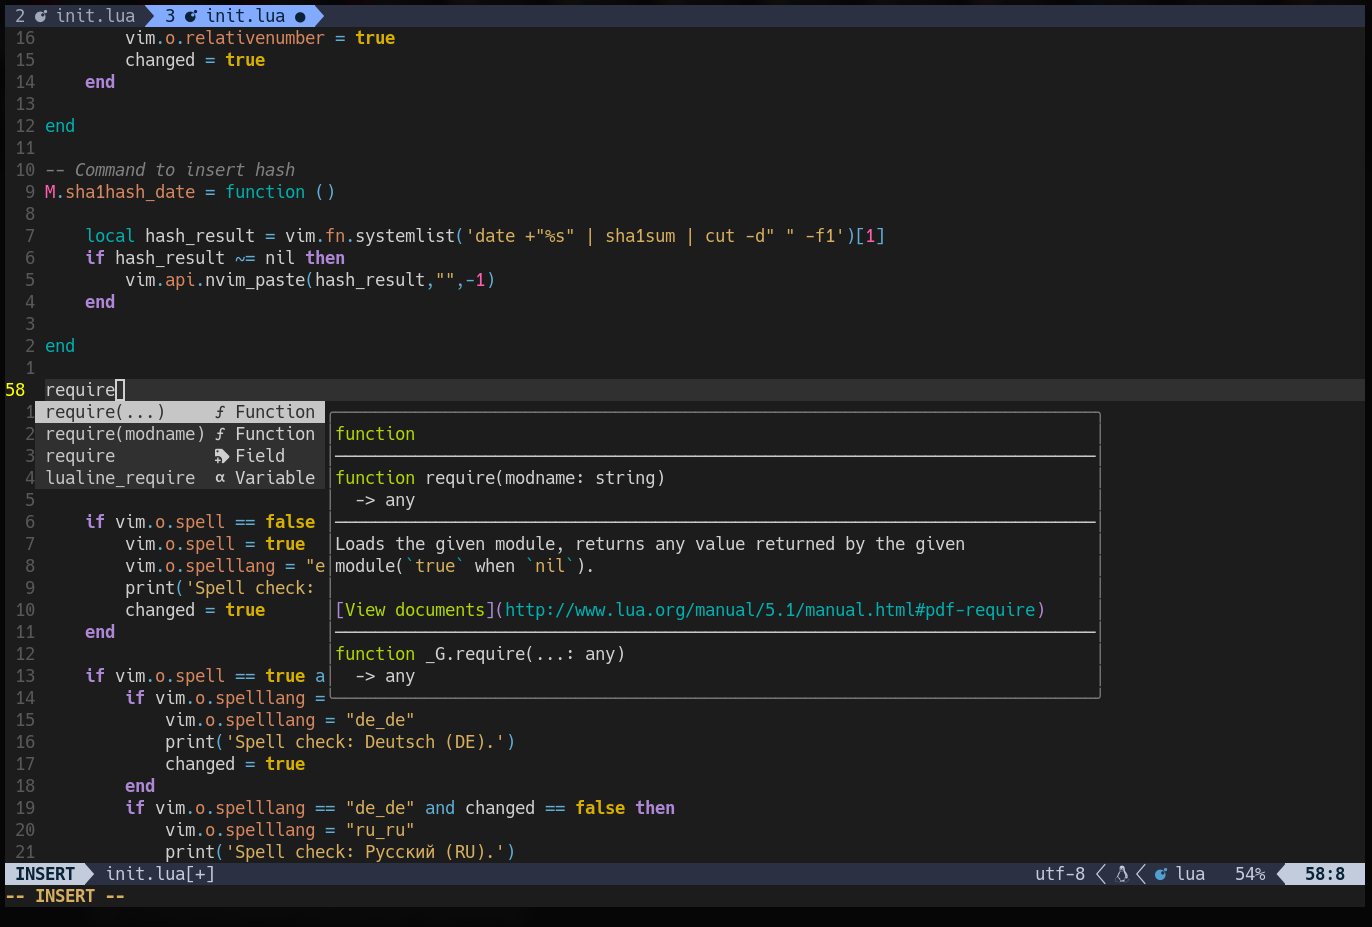 2 init.lua 3 init.lua ●
16 vim.o.relativenumber = true
15 changed = true
14 end
13
12 end
11
10 -- Command to insert hash
9 M.sha1hash_date = function ()
8
7 local hash_result = vim.fn.systemlist('date +"%s" | sha1sum | cut -d" " -f1')[1]
6 if hash_result ~= nil then
5 vim.api.nvim_paste(hash_result,"",-1)
4 end
3
2 end
1
58 require
1 require(...) ƒ Function
2 require(modname) ƒ Function function
3 require Field
4 lualine_require α Variable function require(modname: string)
5 -> any
6 if vim.o.spell == false
7 vim.o.spell = true Loads the given module, returns any value returned by the given
8 vim.o.spelllang = "e module(`true` when `nil`).
9 print('Spell check:
10 changed = true [View documents](http://www.lua.org/manual/5.1/manual.html#pdf-require)
11 end
12 function _G.require(...: any)
13 if vim.o.spell == true a -> any
14 if vim.o.spelllang =
15 vim.o.spelllang = "de_de"
16 print('Spell check: Deutsch (DE).')
17 changed = true
18 end
19 if vim.o.spelllang == "de_de" and changed == false then
20 vim.o.spelllang = "ru_ru"
21 print('Spell check: Русский (RU).')
INSERT init.lua[+] utf-8 lua 54% 58:8
-- INSERT --